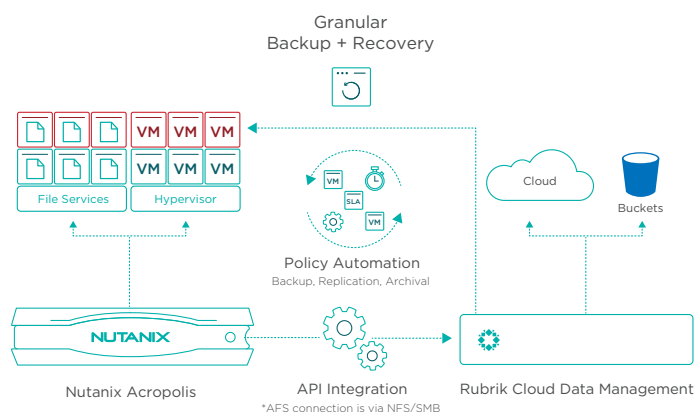 Granular
Backup + Recovery
VM VM VM
VM VM VM
File Services
Hypervisor
VM
SLA
VM
Cloud
Buckets
Policy Automation
Backup, Replication, Archival
NUTANIX
Nutanix Acropolis
API Integration
*AFS connection is via NFS/SMB
Rubrik Cloud Data Management